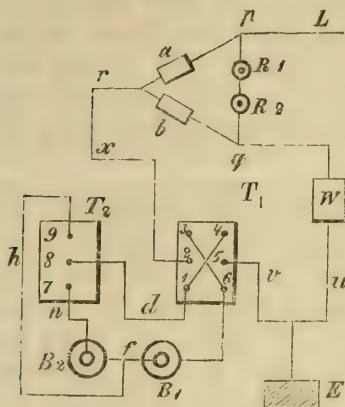 p L
a R 1
r
b R 2
x q
T1 W
T2
h 9 3 4
8 2 5 v u
7 1 6
n d
B2 f B1 E